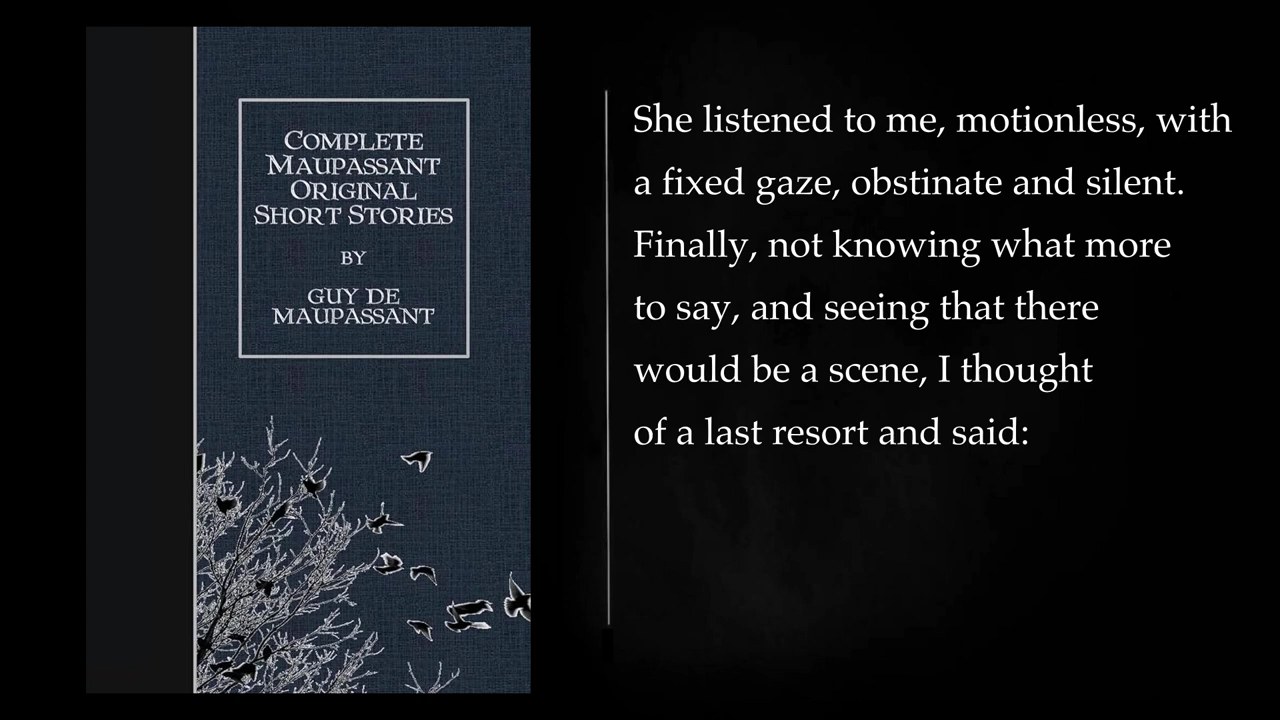 COMPLETE
MAUPASSANT
ORIGINAL
SHORT STORIES
BY
GUY DE
MAUPASSANT
She listened to me, motionless, with
a fixed gaze, obstinate and silent.
Finally, not knowing what more
to say, and seeing that there
would be a scene, I thought
of a last resort and said: